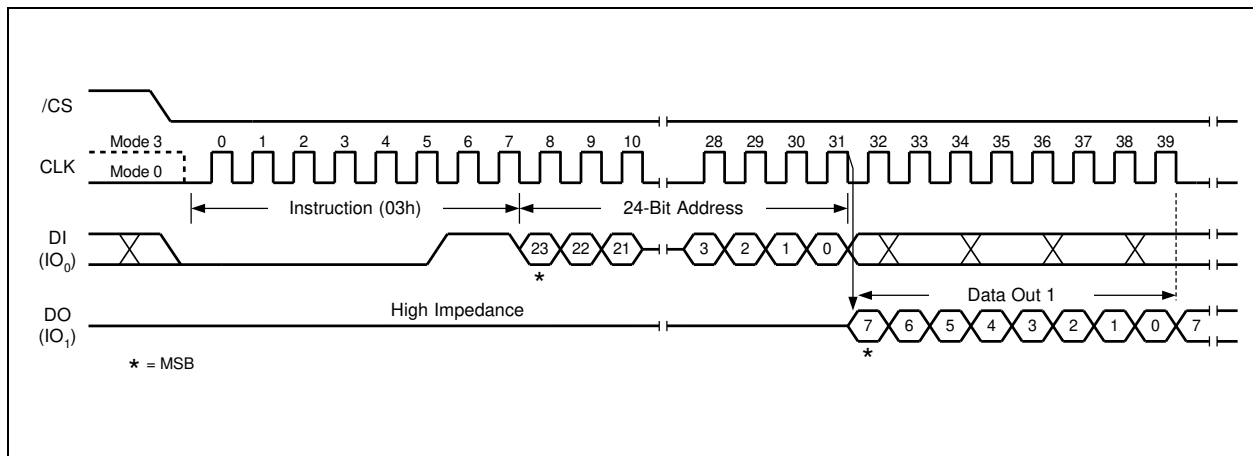 /CS
Mode 3 0 1 2 3 4 5 6 7 8 9 10 28 29 30 31 32 33 34 35 36 37 38 39
CLK Mode 0
Instruction (03h) 24-Bit Address
DI
(IO0) 23 22 21 3 2 1 0
*
High Impedance Data Out 1
DO
(IO1) 7 6 5 4 3 2 1 0 7
*
* = MSB